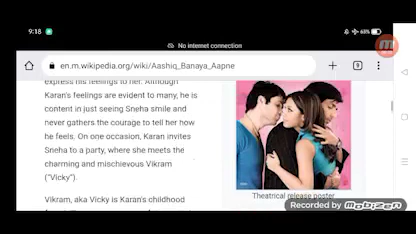 9:18
63%
No internet connection
en.m.wikipedia.org/wiki/Aashiq_Banaya_Aapne
9
express his feelings to her. Although
Karan's feelings are evident to many, he is
content in just seeing Sneha smile and
never gathers the courage to tell her how
he feels. On one occasion, Karan invites
Sneha to a party, where she meets the
charming and mischievous Vikram
("Vicky").
Vikram, aka Vicky is Karan's childhood
Theatrical release poster
Recorded by mobizen